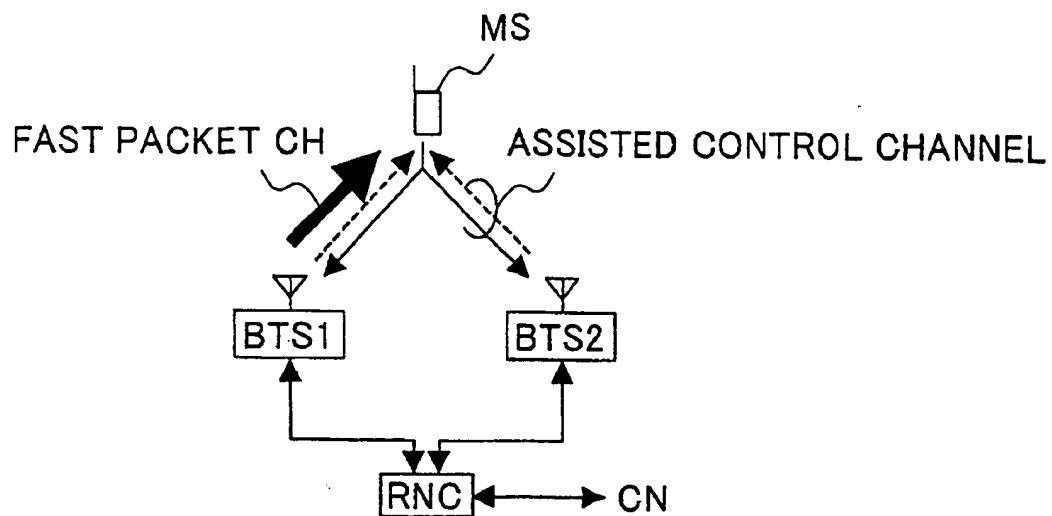 MS
FAST PACKET CH
ASSISTED CONTROL CHANNEL
BTS1
BTS2
RNC
CN